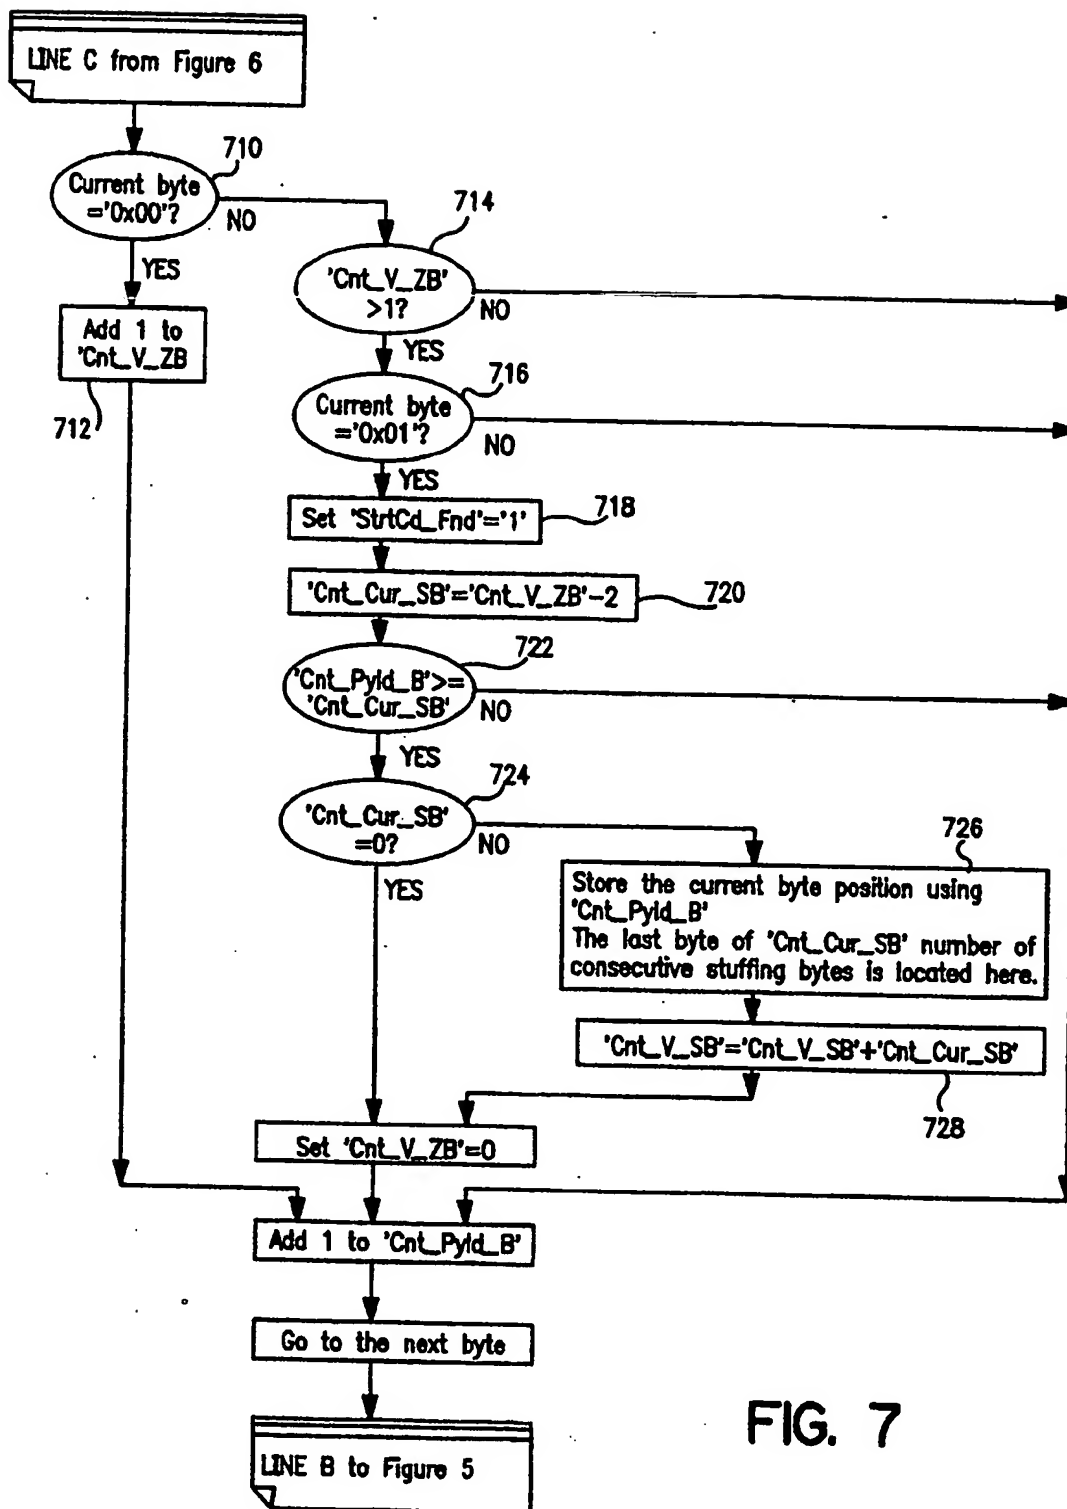 LINE C from Figure 6
710
Current byte
='0x00'?
NO
YES
714
'Cnt_V_ZB'
>1?
NO
YES
Add 1 to
'Cnt_V_ZB
712
716
Current byte
='0x01'?
NO
YES
Set 'StrtCd_Fnd'='1'
718
'Cnt_Cur_SB'='Cnt_V_ZB'-2
720
722
'Cnt_Pyld_B'>=
'Cnt_Cur_SB'
NO
YES
724
'Cnt_Cur_SB'
=0?
NO
YES
726
Store the current byte position using
'Cnt_Pyld_B'
The last byte of 'Cnt_Cur_SB' number of
consecutive stuffing bytes is located here.
'Cnt_V_SB'='Cnt_V_SB'+'Cnt_Cur_SB'
728
Set 'Cnt_V_ZB'=0
Add 1 to 'Cnt_Pyld_B'
Go to the next byte
LINE B to Figure 5
FIG. 7